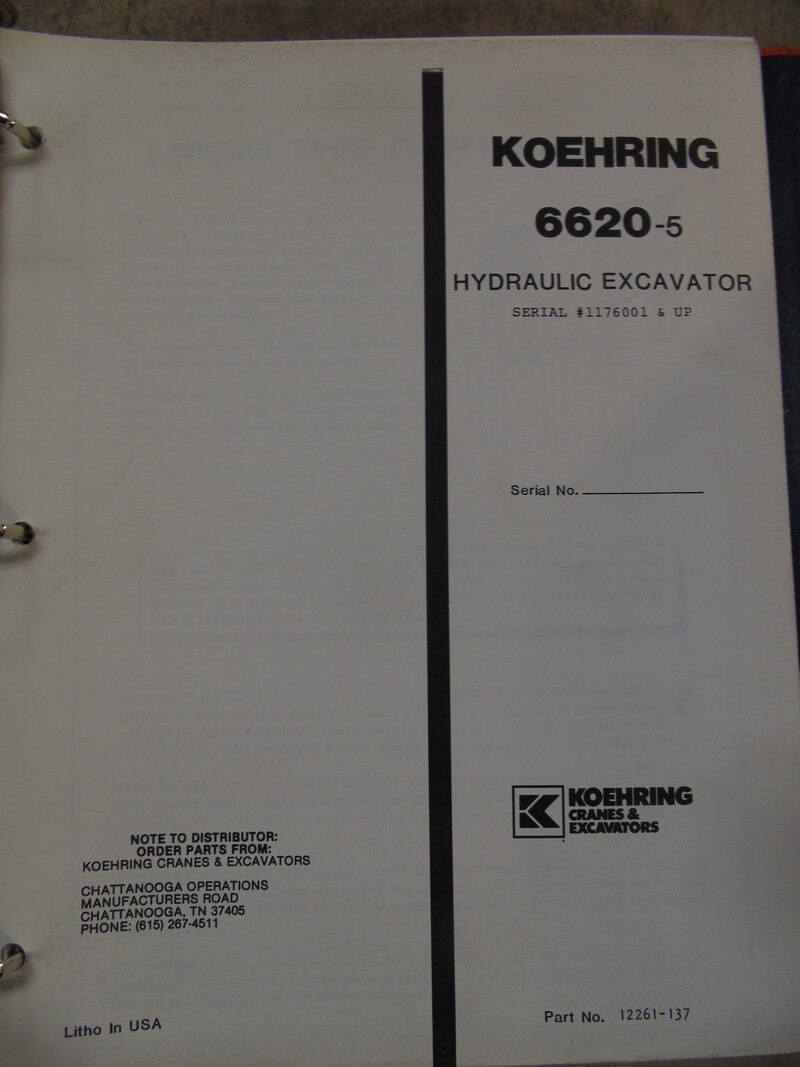 KOEHRING
6620-5
HYDRAULIC EXCAVATOR
SERIAL #1176001 & UP
Serial No.
KOEHRING
CRANES &
EXCAVATORS
NOTE TO DISTRIBUTOR:
ORDER PARTS FROM:
KOEHRING CRANES & EXCAVATORS
CHATTANOOGA OPERATIONS
MANUFACTURERS ROAD
CHATTANOOGA, TN 37405
PHONE: (615) 267-4511
Litho In USA
Part No. 12261-137